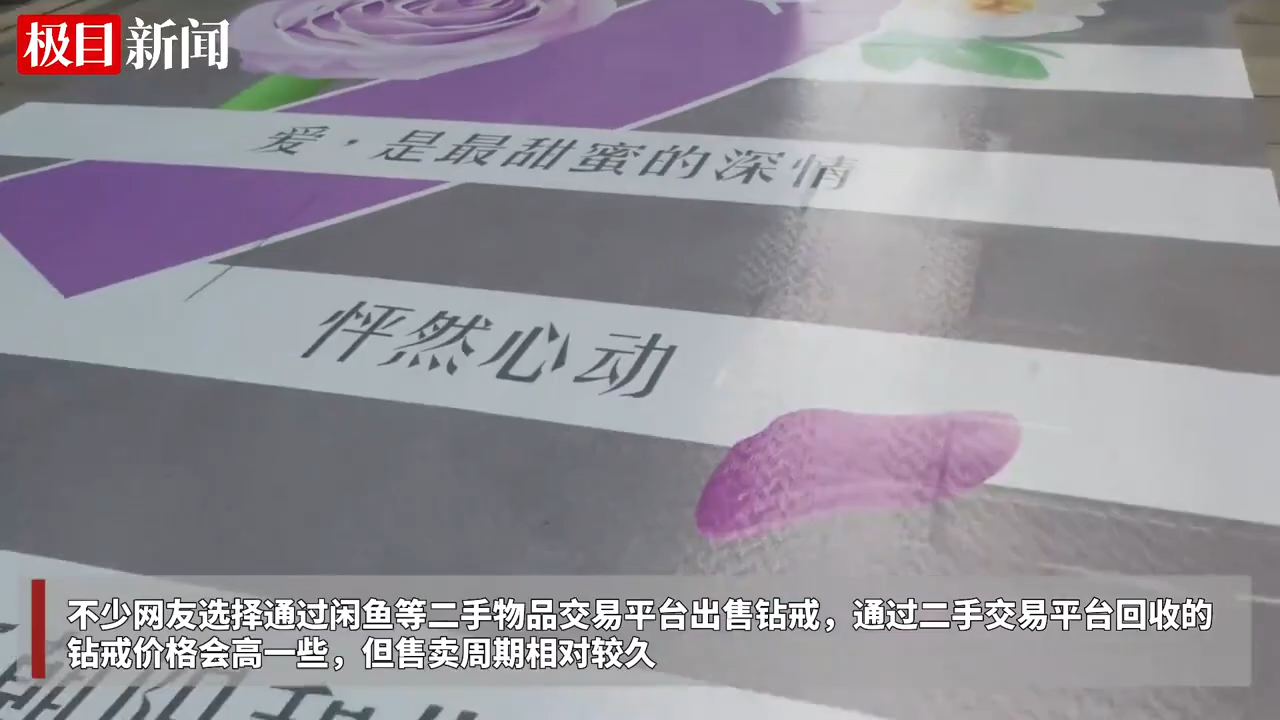 极目新闻
爱，是最甜蜜的深情
怦然心动
不少网友选择通过闲鱼等二手物品交易平台出售钻戒，通过二手交易平台回收的
钻戒价格会高一些，但售卖周期相对较久